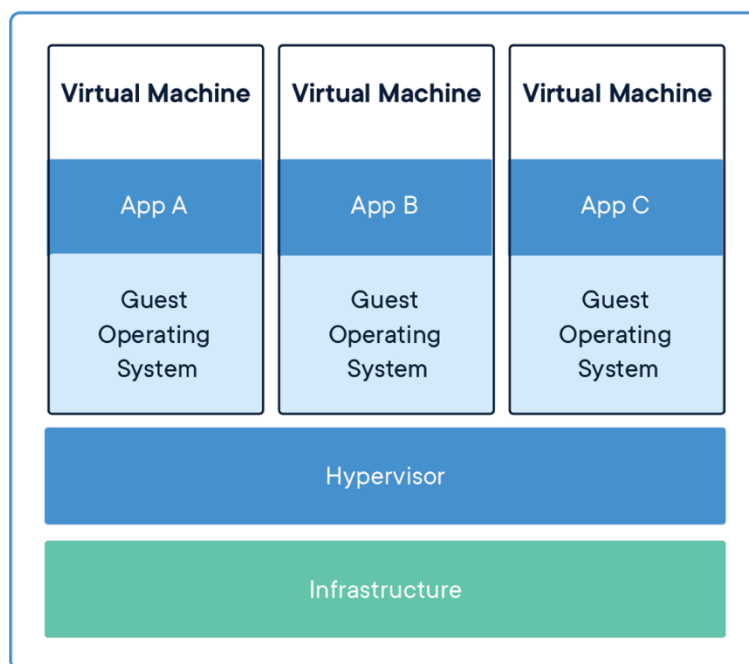 Virtual Machine
Virtual Machine
Virtual Machine
App A
App B
App C
Guest
Operating
System
Guest
Operating
System
Guest
Operating
System
Hypervisor
Infrastructure